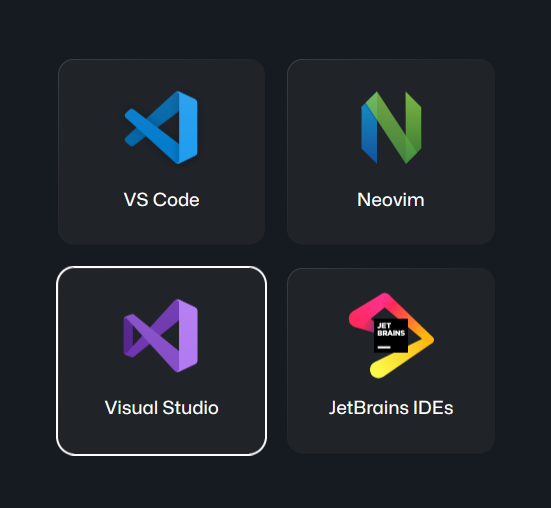 VS Code
Neovim
Visual Studio
JET
BRAINS
JetBrains IDEs